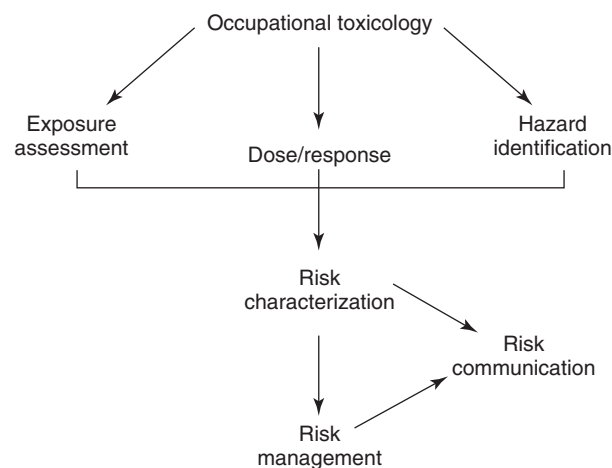 Occupational toxicology
Exposure
assessment
Dose/response
Hazard
identification
Risk
characterization
Risk
communication
Risk
management